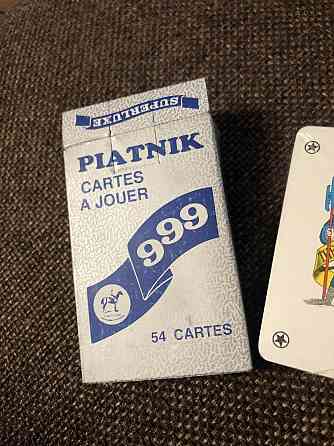 SUPERLUXE
PIATNIK
CARTES
A JOUER
999
54 CARTES